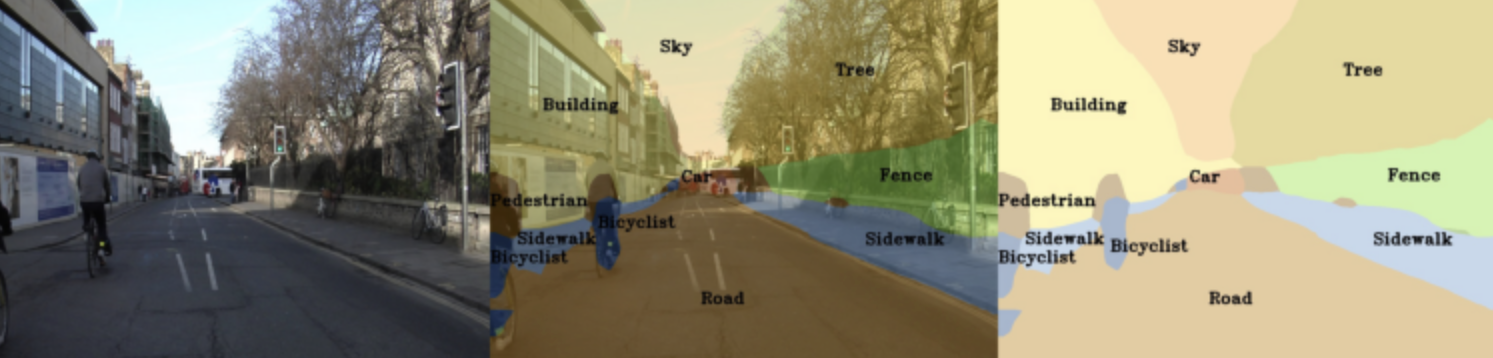 Sky
Tree
Building
Car
Fence
Pedestrian
Bicyclist
Sidewalk
Sidewalk
Bicyclist
Road
Sky
Tree
Building
Car
Fence
Pedestrian
Sidewalk
Bicyclist
Sidewalk
Bicyclist
Road